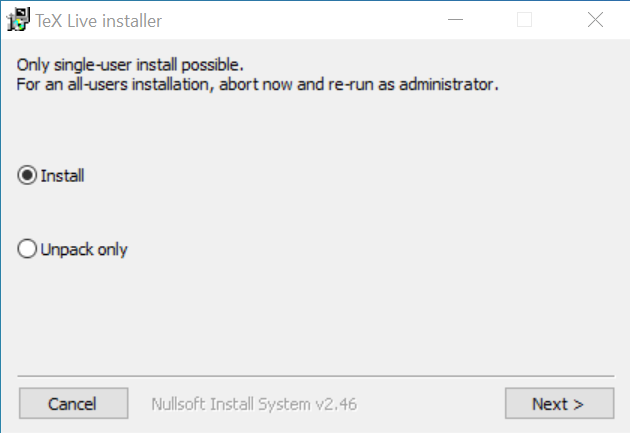 TeX Live installer
Only single-user install possible.
For an all-users installation, abort now and re-run as administrator.
Install
Unpack only
Cancel
Nullsoft Install System v2.46
Next >